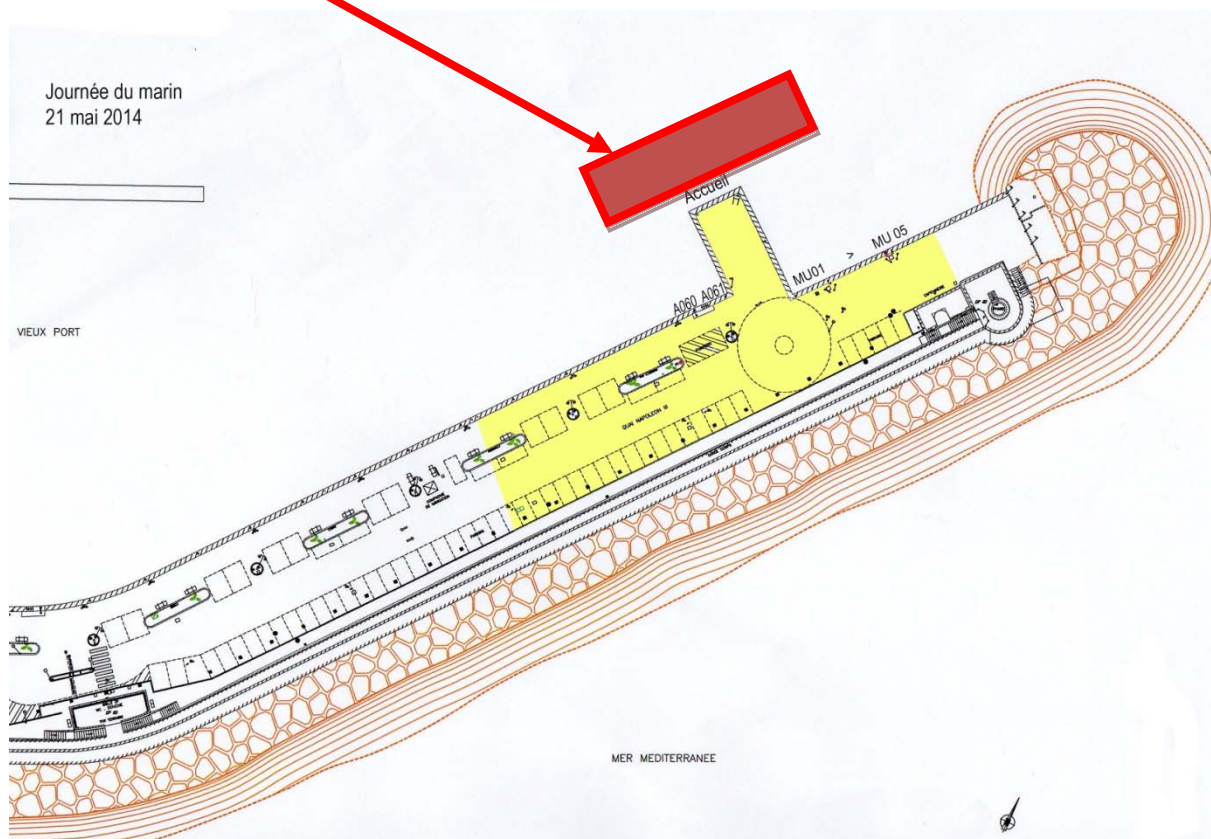 Journée du marin
21 mai 2014
Accueil
MU 05
MU01
A060 A061
VIEUX PORT
QUAI NAPOLEON III
MER MEDITERRANEE